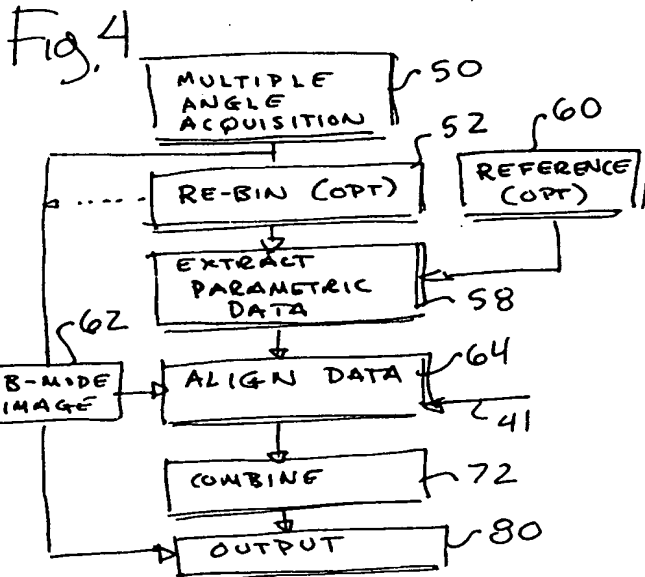 Fig. 4
MULTIPLE
ANGLE
ACQUISITION
50
52
60
RE-BIN (OPT)
REFERENCE
(OPT)
EXTRACT
PARAMETRIC
DATA
58
62
B-MODE
IMAGE
ALIGN DATA
64
41
COMBINE
72
OUTPUT
80